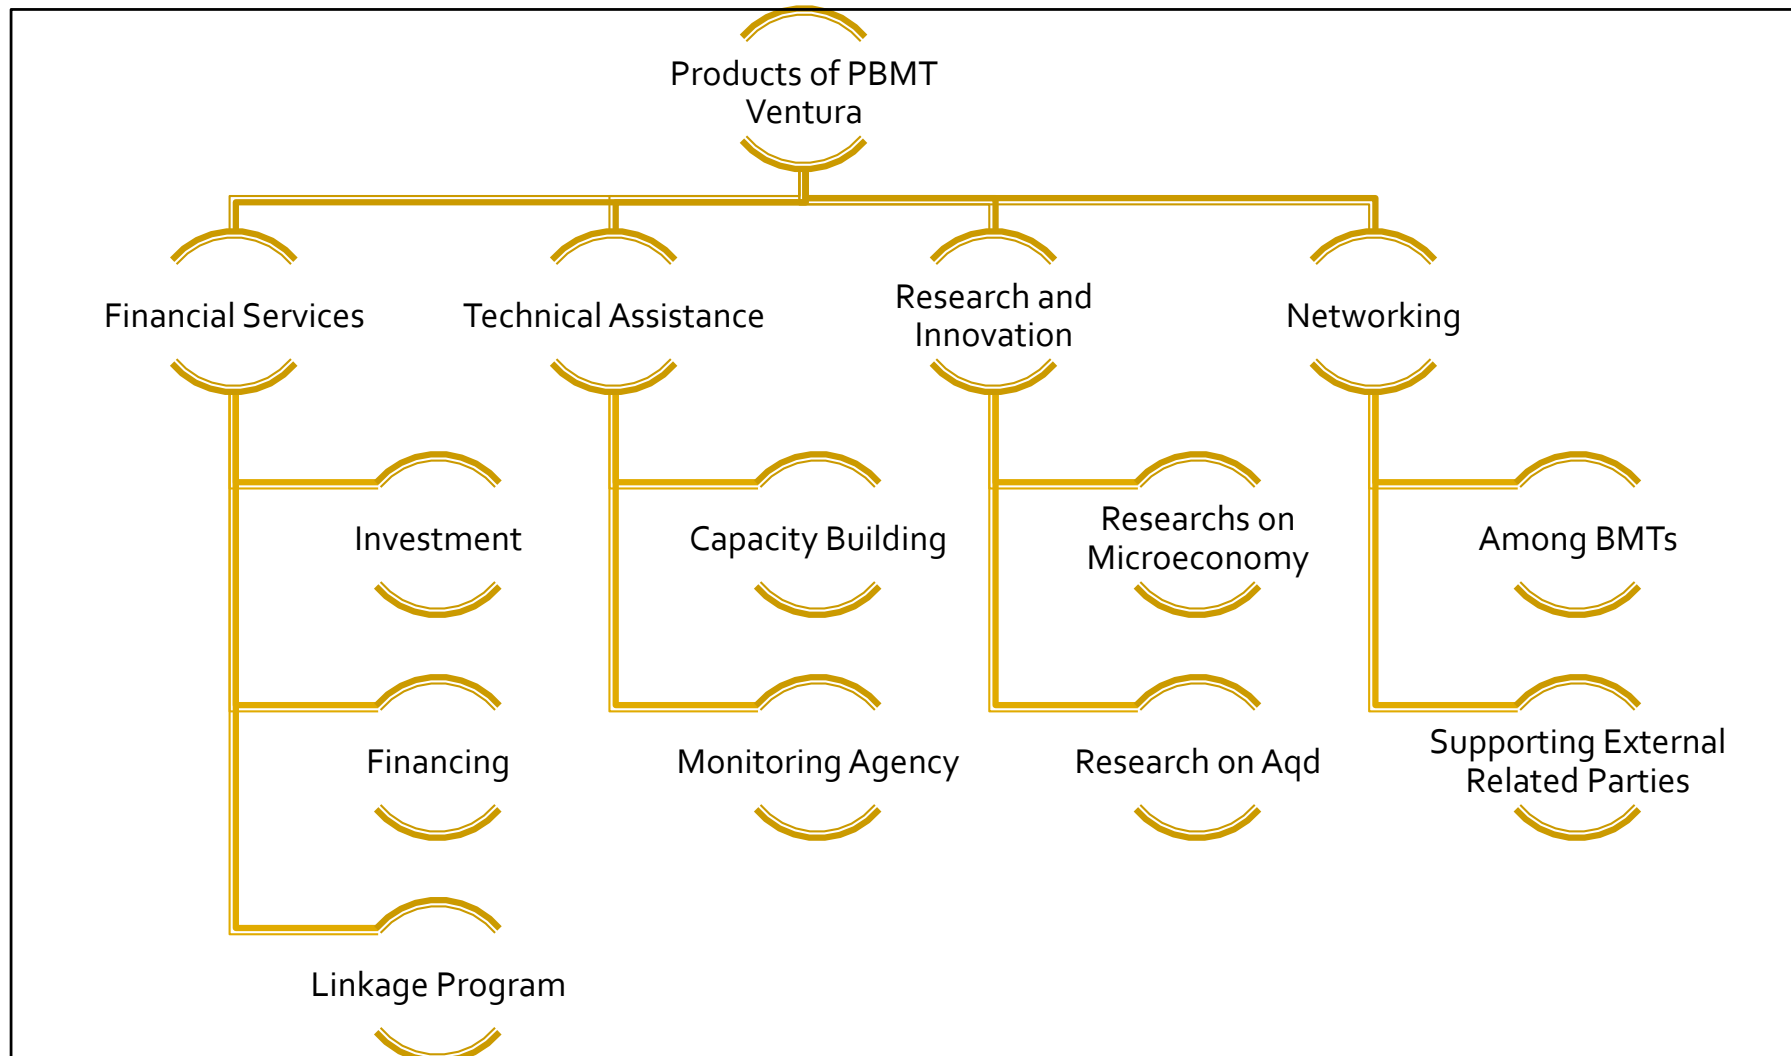 Products of PBMT
Ventura
Financial Services
Technical Assistance
Research and
Innovation
Networking
Investment
Capacity Building
Researchs on
Microeconomy
Among BMTs
Financing
Monitoring Agency
Research on Aqd
Supporting External
Related Parties
Linkage Program